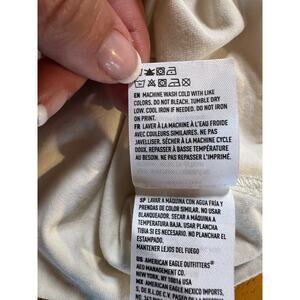 EN MACHINE WASH COLD WITH LIKE
COLORS. DO NOT BLEACH. TUMBLE DRY
LOW. COOL IRON IF NEEDED. DO NOT IRON
ON PRINT.
FR LAVER À LA MACHINE À L'EAU FROIDE
AVEC COULEURS SIMILAIRES. NE PAS
JAVELLISER. SÉCHER À LA MACHINE CYCLE
DOUX. REPASSER À BASSE TEMPÉRATURE
AU BESOIN. NE PAS REPASSER L'IMPRIMÉ.
SP LAVAR A MÁQUINA CON AGUA FRÍA Y
PRENDAS DE COLOR SIMILAR. NO USAR
BLANQUEADOR. SECAR A MÁQUINA A
TEMPERATURA BAJA. USAR PLANCHA
TIBIA SI ES NECESARIO. NO PLANCHAR EL
ESTAMPADO.
MANTENER LEJOS DEL FUEGO
US AMERICAN EAGLE OUTFITTERS®
AEO MANAGEMENT CO.
NEW YORK, NY 10016 USA
MX AMERICAN EAGLE OUTFITTERS MEXICO